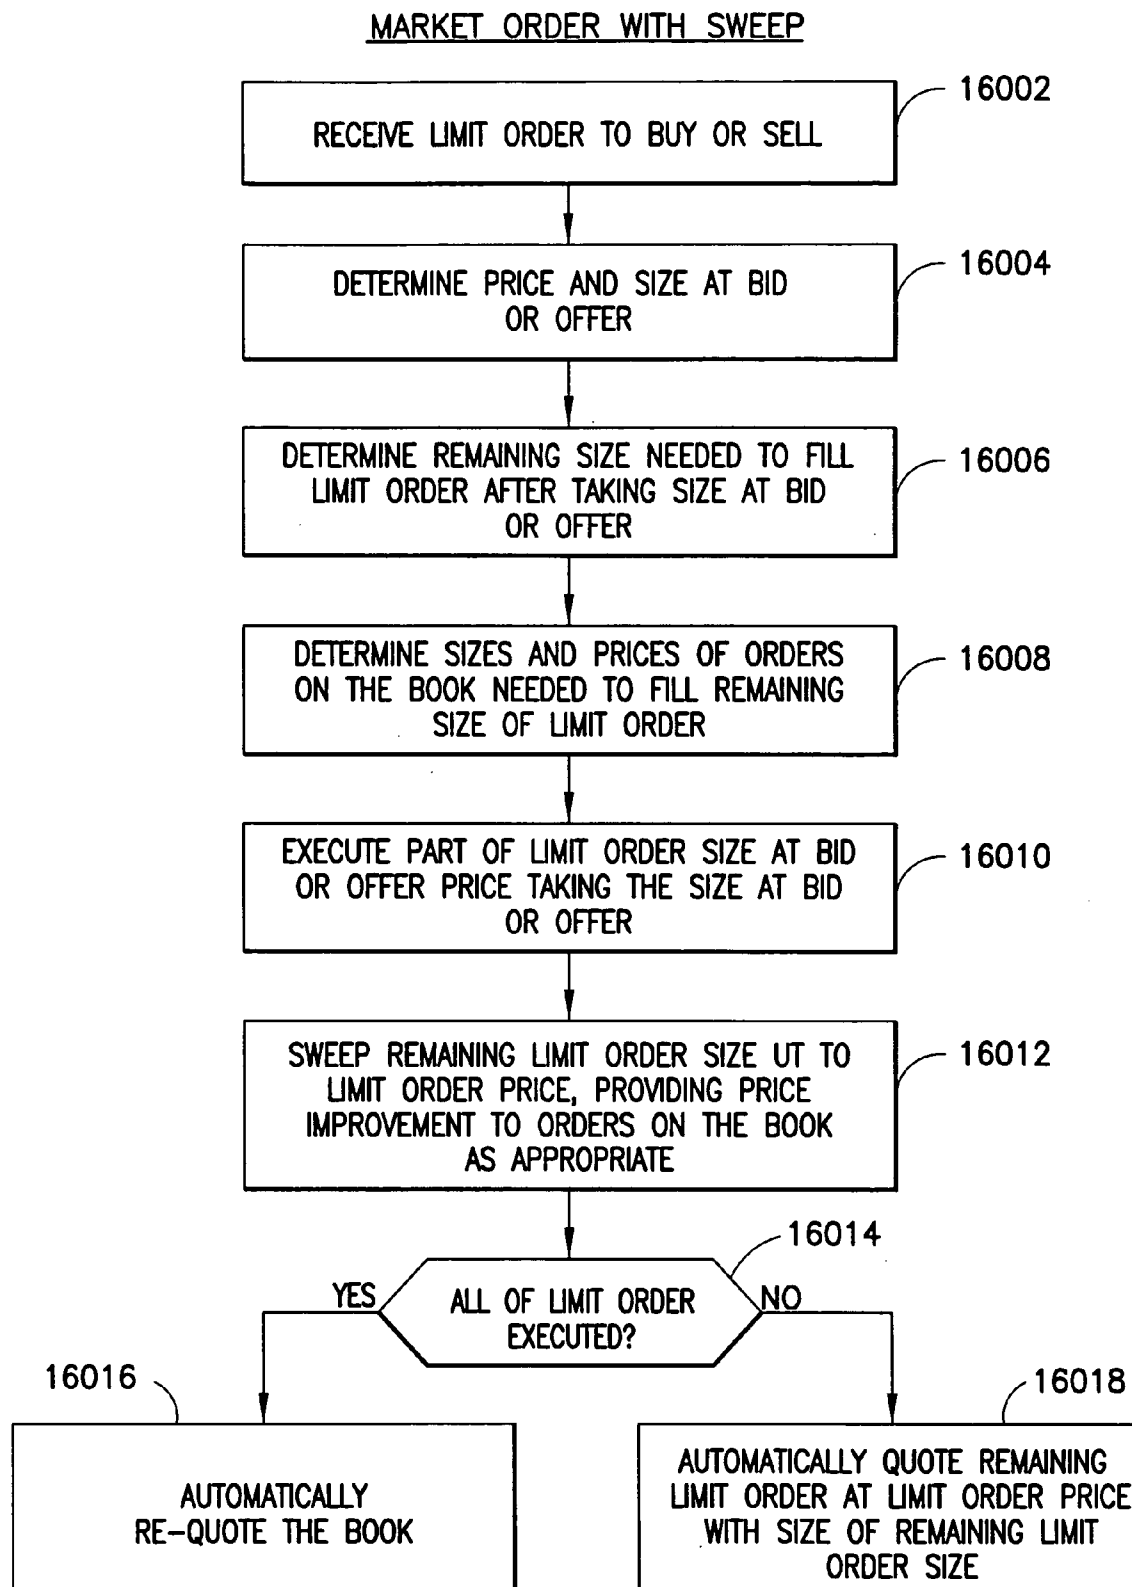 MARKET ORDER WITH SWEEP
16002
RECEIVE LIMIT ORDER TO BUY OR SELL
16004
DETERMINE PRICE AND SIZE AT BID
OR OFFER
16006
DETERMINE REMAINING SIZE NEEDED TO FILL
LIMIT ORDER AFTER TAKING SIZE AT BID
OR OFFER
16008
DETERMINE SIZES AND PRICES OF ORDERS
ON THE BOOK NEEDED TO FILL REMAINING
SIZE OF LIMIT ORDER
16010
EXECUTE PART OF LIMIT ORDER SIZE AT BID
OR OFFER PRICE TAKING THE SIZE AT BID
OR OFFER
16012
SWEEP REMAINING LIMIT ORDER SIZE UT TO
LIMIT ORDER PRICE, PROVIDING PRICE
IMPROVEMENT TO ORDERS ON THE BOOK
AS APPROPRIATE
16014
YES
ALL OF LIMIT ORDER
EXECUTED?
NO
16016
AUTOMATICALLY
RE-QUOTE THE BOOK
16018
AUTOMATICALLY QUOTE REMAINING
LIMIT ORDER AT LIMIT ORDER PRICE
WITH SIZE OF REMAINING LIMIT
ORDER SIZE